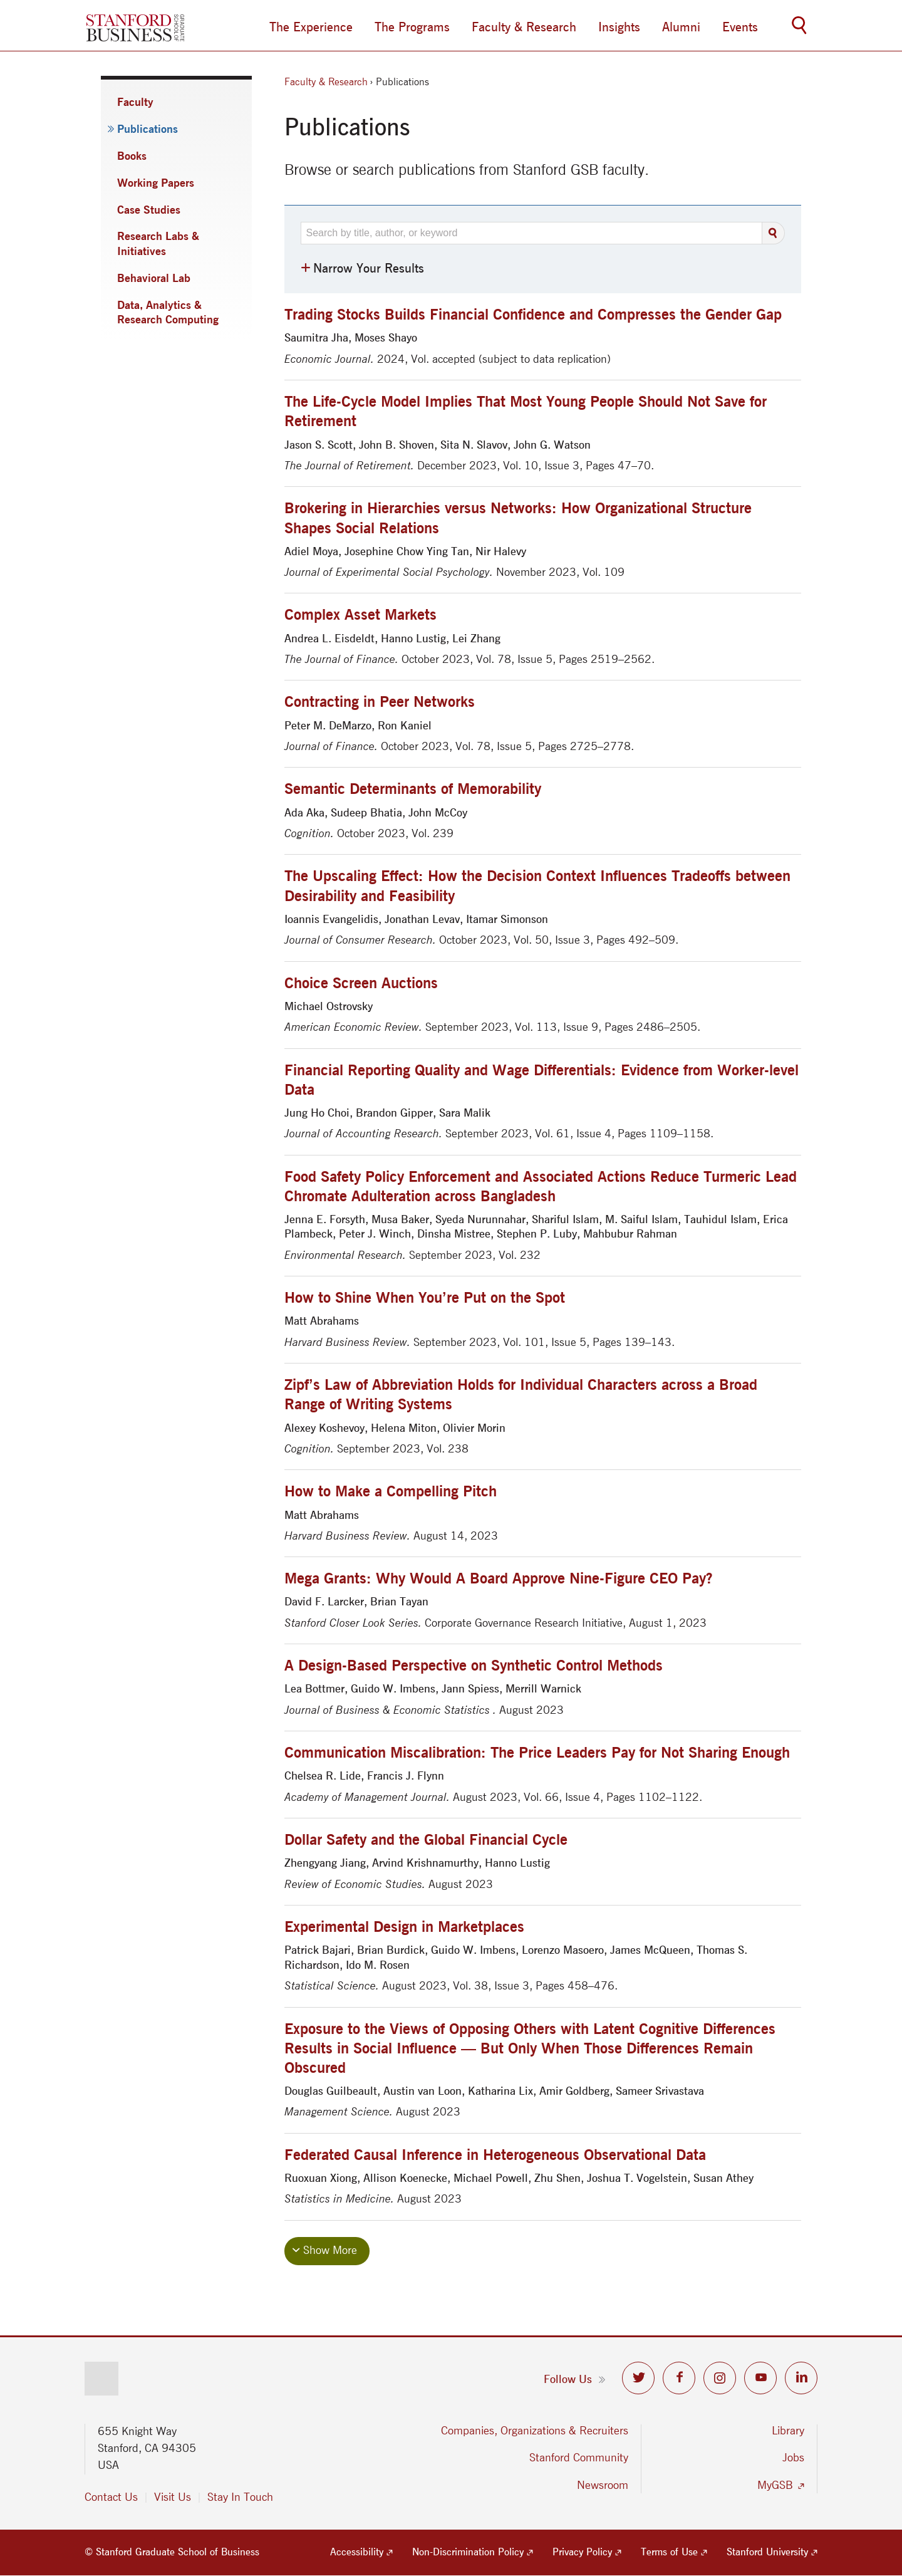 STANFORD
BUSINESS
GRADUATE
SCHOOL OF
The Experience
The Programs
Faculty & Research
Insights
Alumni
Events
Faculty
Publications
Books
Working Papers
Case Studies
Research Labs &
Initiatives
Behavioral Lab
Data, Analytics &
Research Computing
Faculty & Research › Publications
Publications
Browse or search publications from Stanford GSB faculty.
Search by title, author, or keyword
+ Narrow Your Results
Trading Stocks Builds Financial Confidence and Compresses the Gender Gap
Saumitra Jha, Moses Shayo
Economic Journal. 2024, Vol. accepted (subject to data replication)
The Life-Cycle Model Implies That Most Young People Should Not Save for
Retirement
Jason S. Scott, John B. Shoven, Sita N. Slavov, John G. Watson
The Journal of Retirement. December 2023, Vol. 10, Issue 3, Pages 47–70.
Brokering in Hierarchies versus Networks: How Organizational Structure
Shapes Social Relations
Adiel Moya, Josephine Chow Ying Tan, Nir Halevy
Journal of Experimental Social Psychology. November 2023, Vol. 109
Complex Asset Markets
Andrea L. Eisdeldt, Hanno Lustig, Lei Zhang
The Journal of Finance. October 2023, Vol. 78, Issue 5, Pages 2519–2562.
Contracting in Peer Networks
Peter M. DeMarzo, Ron Kaniel
Journal of Finance. October 2023, Vol. 78, Issue 5, Pages 2725–2778.
Semantic Determinants of Memorability
Ada Aka, Sudeep Bhatia, John McCoy
Cognition. October 2023, Vol. 239
The Upscaling Effect: How the Decision Context Influences Tradeoffs between
Desirability and Feasibility
Ioannis Evangelidis, Jonathan Levav, Itamar Simonson
Journal of Consumer Research. October 2023, Vol. 50, Issue 3, Pages 492–509.
Choice Screen Auctions
Michael Ostrovsky
American Economic Review. September 2023, Vol. 113, Issue 9, Pages 2486–2505.
Financial Reporting Quality and Wage Differentials: Evidence from Worker-level
Data
Jung Ho Choi, Brandon Gipper, Sara Malik
Journal of Accounting Research. September 2023, Vol. 61, Issue 4, Pages 1109–1158.
Food Safety Policy Enforcement and Associated Actions Reduce Turmeric Lead
Chromate Adulteration across Bangladesh
Jenna E. Forsyth, Musa Baker, Syeda Nurunnahar, Shariful Islam, M. Saiful Islam, Tauhidul Islam, Erica
Plambeck, Peter J. Winch, Dinsha Mistree, Stephen P. Luby, Mahbubur Rahman
Environmental Research. September 2023, Vol. 232
How to Shine When You’re Put on the Spot
Matt Abrahams
Harvard Business Review. September 2023, Vol. 101, Issue 5, Pages 139–143.
Zipf’s Law of Abbreviation Holds for Individual Characters across a Broad
Range of Writing Systems
Alexey Koshevoy, Helena Miton, Olivier Morin
Cognition. September 2023, Vol. 238
How to Make a Compelling Pitch
Matt Abrahams
Harvard Business Review. August 14, 2023
Mega Grants: Why Would A Board Approve Nine-Figure CEO Pay?
David F. Larcker, Brian Tayan
Stanford Closer Look Series. Corporate Governance Research Initiative, August 1, 2023
A Design-Based Perspective on Synthetic Control Methods
Lea Bottmer, Guido W. Imbens, Jann Spiess, Merrill Warnick
Journal of Business & Economic Statistics . August 2023
Communication Miscalibration: The Price Leaders Pay for Not Sharing Enough
Chelsea R. Lide, Francis J. Flynn
Academy of Management Journal. August 2023, Vol. 66, Issue 4, Pages 1102–1122.
Dollar Safety and the Global Financial Cycle
Zhengyang Jiang, Arvind Krishnamurthy, Hanno Lustig
Review of Economic Studies. August 2023
Experimental Design in Marketplaces
Patrick Bajari, Brian Burdick, Guido W. Imbens, Lorenzo Masoero, James McQueen, Thomas S.
Richardson, Ido M. Rosen
Statistical Science. August 2023, Vol. 38, Issue 3, Pages 458–476.
Exposure to the Views of Opposing Others with Latent Cognitive Differences
Results in Social Influence — But Only When Those Differences Remain
Obscured
Douglas Guilbeault, Austin van Loon, Katharina Lix, Amir Goldberg, Sameer Srivastava
Management Science. August 2023
Federated Causal Inference in Heterogeneous Observational Data
Ruoxuan Xiong, Allison Koenecke, Michael Powell, Zhu Shen, Joshua T. Vogelstein, Susan Athey
Statistics in Medicine. August 2023
Show More
Follow Us
655 Knight Way
Stanford, CA 94305
USA
Contact Us
Visit Us
Stay In Touch
Companies, Organizations & Recruiters
Stanford Community
Newsroom
Library
Jobs
MyGSB
© Stanford Graduate School of Business
Accessibility
Non-Discrimination Policy
Privacy Policy
Terms of Use
Stanford University